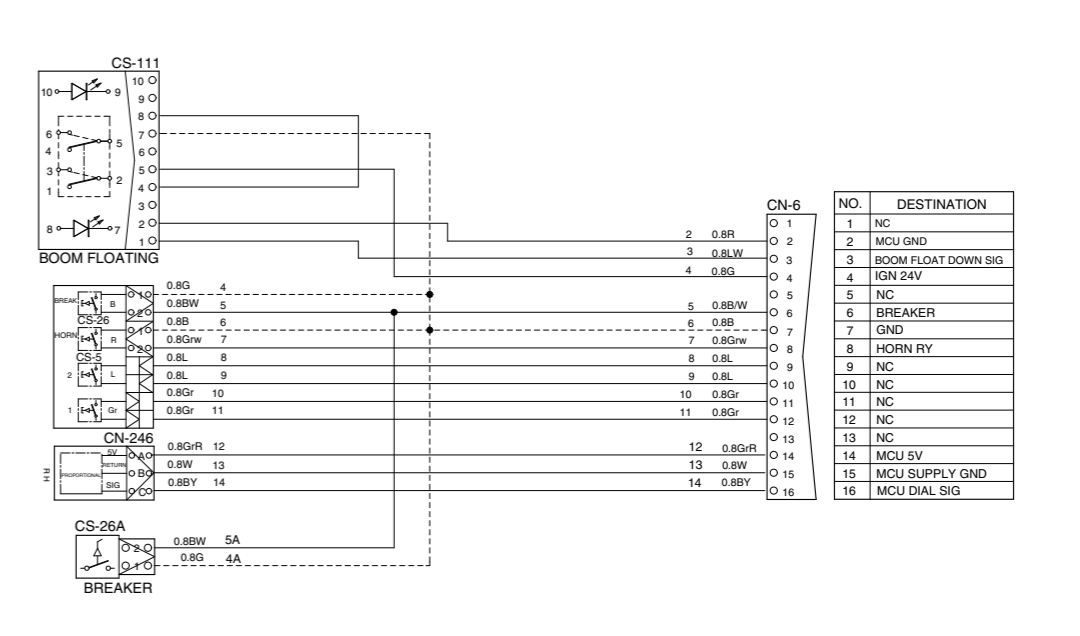 CS-111
10 9
6
4
5
3
1
2
8 7
10
9
8
7
6
5
4
3
2
1
BOOM FLOATING
BREAK
B
1
2
CS-26
HORN
R
1
2
CS-5
2 L
1 Gr
0.8G 4
0.8BW 5
0.8B 6
0.8Grw 7
0.8L 8
0.8L 9
0.8Gr 10
0.8Gr 11
CN-246
RH
PROPORTIONAL
5V A
RETURN B
SIG C
0.8GrR 12
0.8W 13
0.8BY 14
CS-26A
2
1
0.8BW 5A
0.8G 4A
BREAKER
CN-6
2 0.8R
3 0.8LW
4 0.8G
5 0.8B/W
6 0.8B
7 0.8Grw
8 0.8L
9 0.8L
10 0.8Gr
11 0.8Gr
12 0.8GrR
13 0.8W
14 0.8BY
1
2
3
4
5
6
7
8
9
10
11
12
13
14
15
16
NO. DESTINATION
1 NC
2 MCU GND
3 BOOM FLOAT DOWN SIG
4 IGN 24V
5 NC
6 BREAKER
7 GND
8 HORN RY
9 NC
10 NC
11 NC
12 NC
13 NC
14 MCU 5V
15 MCU SUPPLY GND
16 MCU DIAL SIG